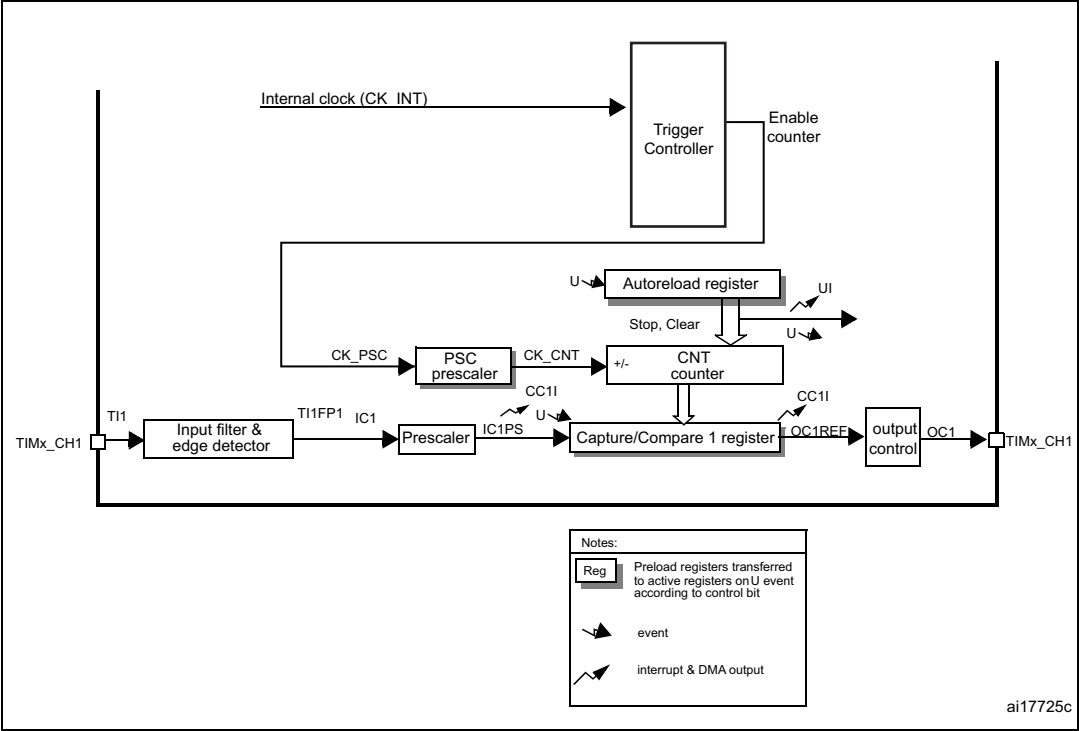 Internal clock (CK_INT)
Trigger
Controller
Enable
counter
U
Autoreload register
UI
Stop, Clear
U
CK_PSC
PSC
prescaler
CK_CNT
+/-
CNT
counter
CC1I
CC1I
U
TI1
TI1FP1
IC1
IC1PS
OC1REF
OC1
TIMx_CH1
Input filter &
edge detector
Prescaler
Capture/Compare 1 register
output
control
TIMx_CH1
Notes:
Reg
Preload registers transferred
to active registers on U event
according to control bit
event
interrupt & DMA output
ai17725c